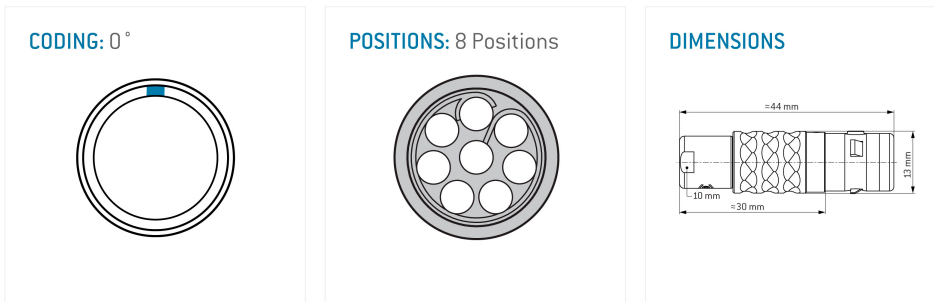 CODING: 0°
POSITIONS: 8 Positions
DIMENSIONS
≈44 mm
13 mm
10 mm
≈30 mm